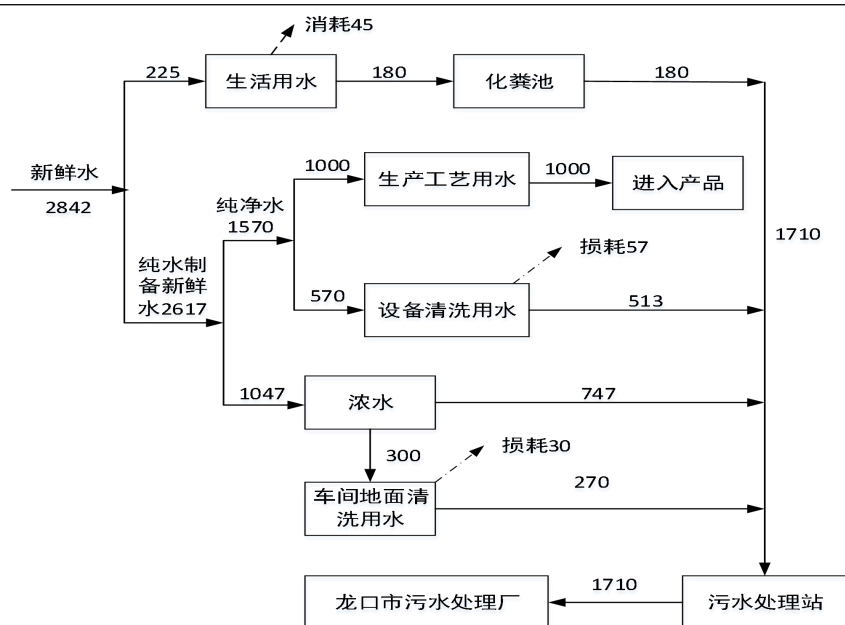 消耗45
225
生活用水
180
化粪池
180
新鲜水
2842
1000
生产工艺用水
1000
进入产品
纯净水
1570
1710
纯水制
备新鲜
水2617
损耗57
570
设备清洗用水
513
1047
浓水
747
300
损耗30
车间地面清
洗用水
270
龙口市污水处理厂
1710
污水处理站